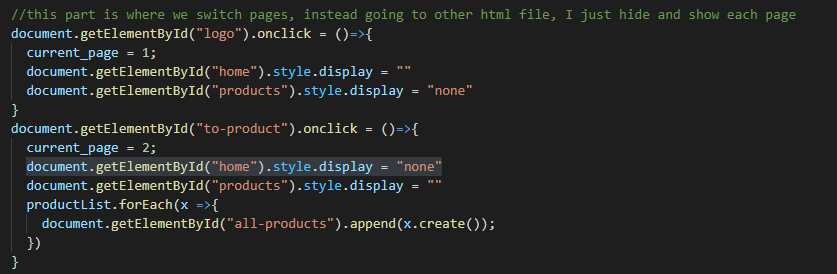 //this part is where we switch pages, instead going to other html file, I just hide and show each page
document.getElementById("logo").onclick = ()=>{
  current_page = 1;
  document.getElementById("home").style.display = ""
  document.getElementById("products").style.display = "none"
}
document.getElementById("to-product").onclick = ()=>{
  current_page = 2;
  document.getElementById("home").style.display = "none"
  document.getElementById("products").style.display = ""
  productList.forEach(x =>{
    document.getElementById("all-products").append(x.create());
  })
}